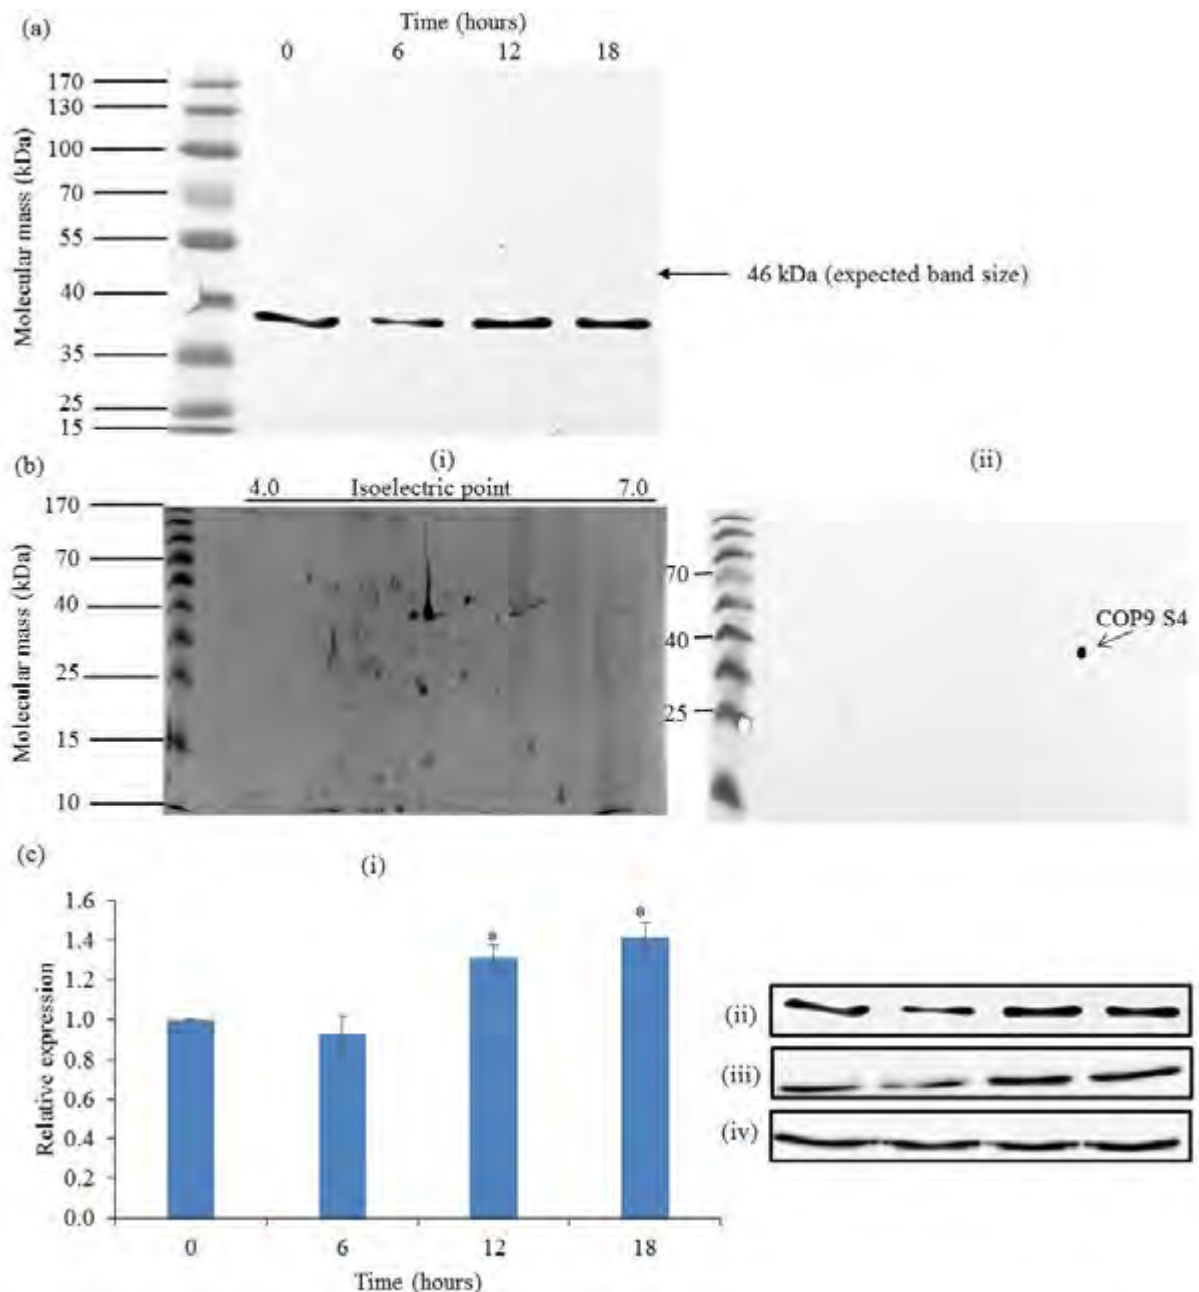 (a)
Time (hours)
0 6 12 18
Molecular mass (kDa)
170
130
100
70
55
46 kDa (expected band size)
40
35
25
15
(b)
(i)
(ii)
4.0 Isoelectric point 7.0
Molecular mass (kDa)
170
70
40
25
15
10
70
COP9 S4
40
25
(c)
(i)
Relative expression
1.6
1.4
1.2
1.0
0.8
0.6
0.4
0.2
0.0
* *
0 6 12 18
Time (hours)
(ii)
(iii)
(iv)